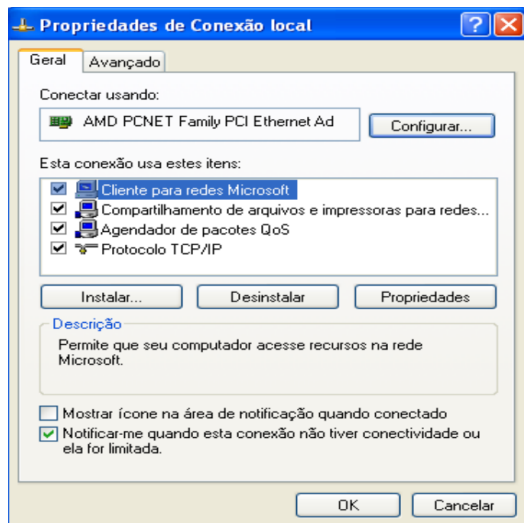 Propriedades de Conexão local
Geral
Avançado
Conectar usando:
AMD PCNET Family PCI Ethernet Ad
Configurar...
Esta conexão usa estes itens:
Cliente para redes Microsoft
Compartilhamento de arquivos e impressoras para redes...
Agendador de pacotes QoS
Protocolo TCP/IP
Instalar...
Desinstalar
Propriedades
Descrição
Permite que seu computador acesse recursos na rede
Microsoft.
Mostrar ícone na área de notificação quando conectado
Notificar-me quando esta conexão não tiver conectividade ou
ela for limitada.
OK
Cancelar